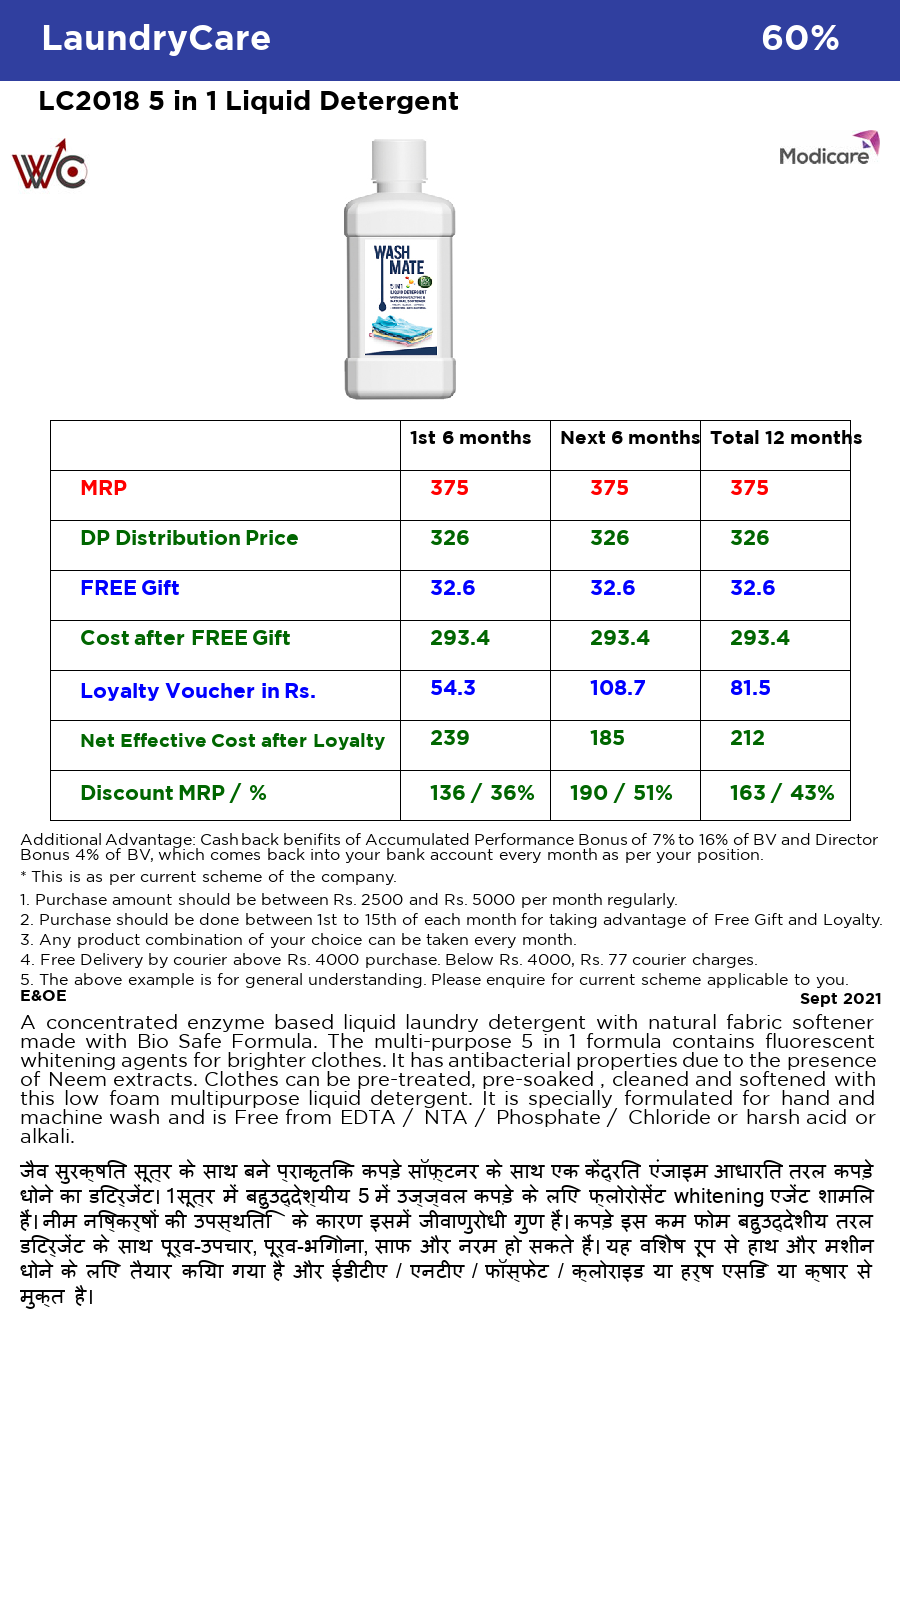 LaundryCare 60%
LC2018 5 in 1 Liquid Detergent
WC
Modicare
WASH
MATE
5 IN 1
LIQUID DETERGENT
1st 6 months Next 6 months Total 12 months
MRP 375 375 375
DP Distribution Price 326 326 326
FREE Gift 32.6 32.6 32.6
Cost after FREE Gift 293.4 293.4 293.4
Loyalty Voucher in Rs. 54.3 108.7 81.5
Net Effective Cost after Loyalty 239 185 212
Discount MRP / % 136 / 36% 190 / 51% 163 / 43%
Additional Advantage: Cash back benifits of Accumulated Performance Bonus of 7% to 16% of BV and Director
Bonus 4% of BV, which comes back into your bank account every month as per your position.
* This is as per current scheme of the company.
1. Purchase amount should be between Rs. 2500 and Rs. 5000 per month regularly.
2. Purchase should be done between 1st to 15th of each month for taking advantage of Free Gift and Loyalty.
3. Any product combination of your choice can be taken every month.
4. Free Delivery by courier above Rs. 4000 purchase. Below Rs. 4000, Rs. 77 courier charges.
5. The above example is for general understanding. Please enquire for current scheme applicable to you.
E&OE
Sept 2021
A concentrated enzyme based liquid laundry detergent with natural fabric softener
made with Bio Safe Formula. The multi-purpose 5 in 1 formula contains fluorescent
whitening agents for brighter clothes. It has antibacterial properties due to the presence
of Neem extracts. Clothes can be pre-treated, pre-soaked , cleaned and softened with
this low foam multipurpose liquid detergent. It is specially formulated for hand and
machine wash and is Free from EDTA / NTA / Phosphate / Chloride or harsh acid or
alkali.
जैव सुरक्षित सूत्र के साथ बने प्राकृतिक कपड़े सॉफ़्टनर के साथ एक केंद्रित एंजाइम आधारित तरल कपड़े
धोने का डिटर्जेंट। 1सूत्र में बहुउद्देश्यीय 5 में उज्ज्वल कपड़े के लिए फ्लोरोसेंट whitening एजेंट शामिल
हैं। नीम निष्कर्षों की उपस्थिति के कारण इसमें जीवाणुरोधी गुण हैं। कपड़े इस कम फोम बहुउद्देशीय तरल
डिटर्जेंट के साथ पूर्व-उपचार, पूर्व-भिगोना, साफ और नरम हो सकते हैं। यह विशेष रूप से हाथ और मशीन
धोने के लिए तैयार किया गया है और ईडीटीए / एनटीए / फॉस्फेट / क्लोराइड या हर्ष एसिड या क्षार से
मुक्त है।